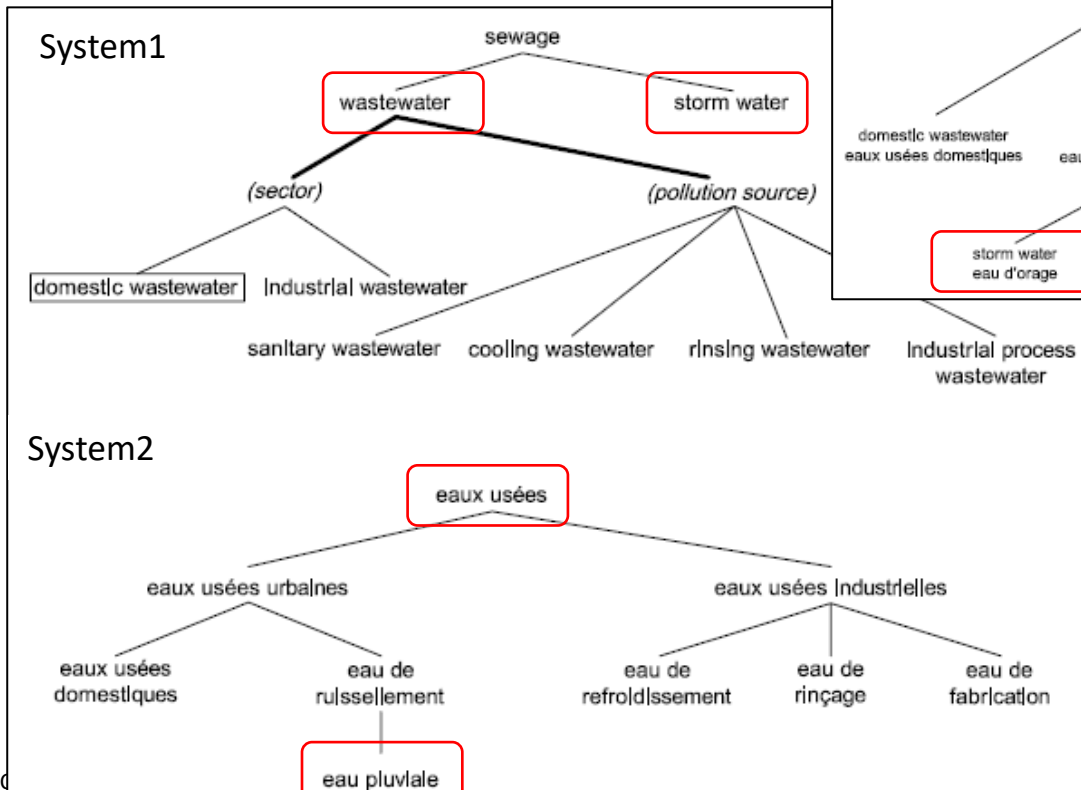 System1
sewage
wastewater
storm water
(sector)
(pollution source)
domestic wastewater
Industrial wastewater
sanitary wastewater
cooling wastewater
rinsing wastewater
Industrial process
wastewater
domestic wastewater
eaux usées domestiques
storm water
eau d'orage
System2
eaux usées
eaux usées urbaines
eaux usées Industrielles
eaux usées
domestiques
eau de
ruissellement
eau de
refroidissement
eau de
rinçage
eau de
fabrication
eau pluviale